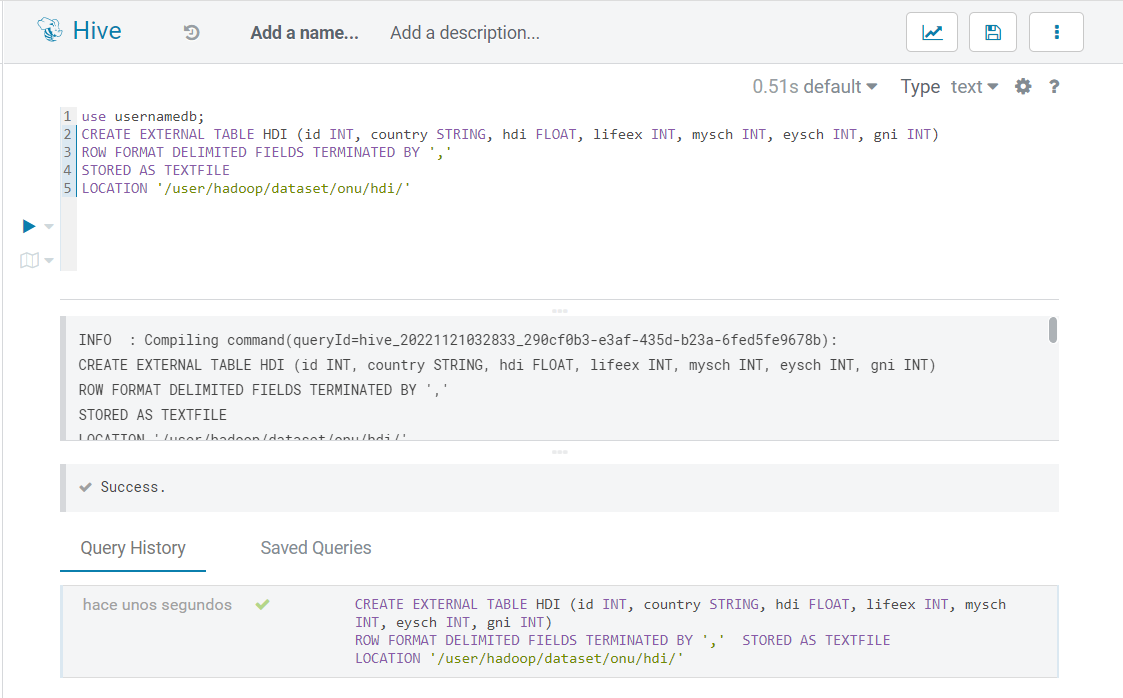 Hive
Add a name...
Add a description...
0.51s default
Type text
?
1 use usernamedb;
2 CREATE EXTERNAL TABLE HDI (id INT, country STRING, hdi FLOAT, lifeex INT, mysch INT, eysch INT, gni INT)
3 ROW FORMAT DELIMITED FIELDS TERMINATED BY ','
4 STORED AS TEXTFILE
5 LOCATION '/user/hadoop/dataset/onu/hdi/'
INFO  : Compiling command(queryId=hive_20221121032833_290cf0b3-e3af-435d-b23a-6fed5fe9678b):
CREATE EXTERNAL TABLE HDI (id INT, country STRING, hdi FLOAT, lifeex INT, mysch INT, eysch INT, gni INT)
ROW FORMAT DELIMITED FIELDS TERMINATED BY ','
STORED AS TEXTFILE
LOCATION '/user/hadoop/dataset/onu/hdi/'
Success.
Query History
Saved Queries
hace unos segundos
CREATE EXTERNAL TABLE HDI (id INT, country STRING, hdi FLOAT, lifeex INT, mysch
INT, eysch INT, gni INT)
ROW FORMAT DELIMITED FIELDS TERMINATED BY ','  STORED AS TEXTFILE
LOCATION '/user/hadoop/dataset/onu/hdi/'